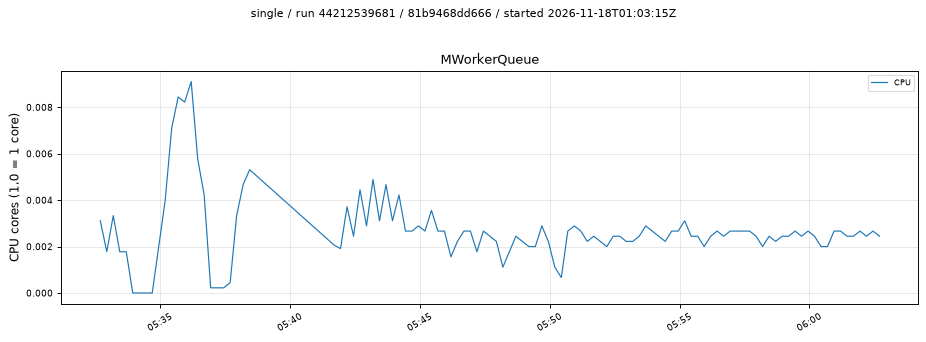 single / run 44212539681 / 81b9468dd666 / started 2026-11-18T01:03:15Z
MWorkerQueue
CPU
CPU cores (1.0 = 1 core)
0.008
0.006
0.004
0.002
0.000
05:35
05:40
05:45
05:50
05:55
06:00